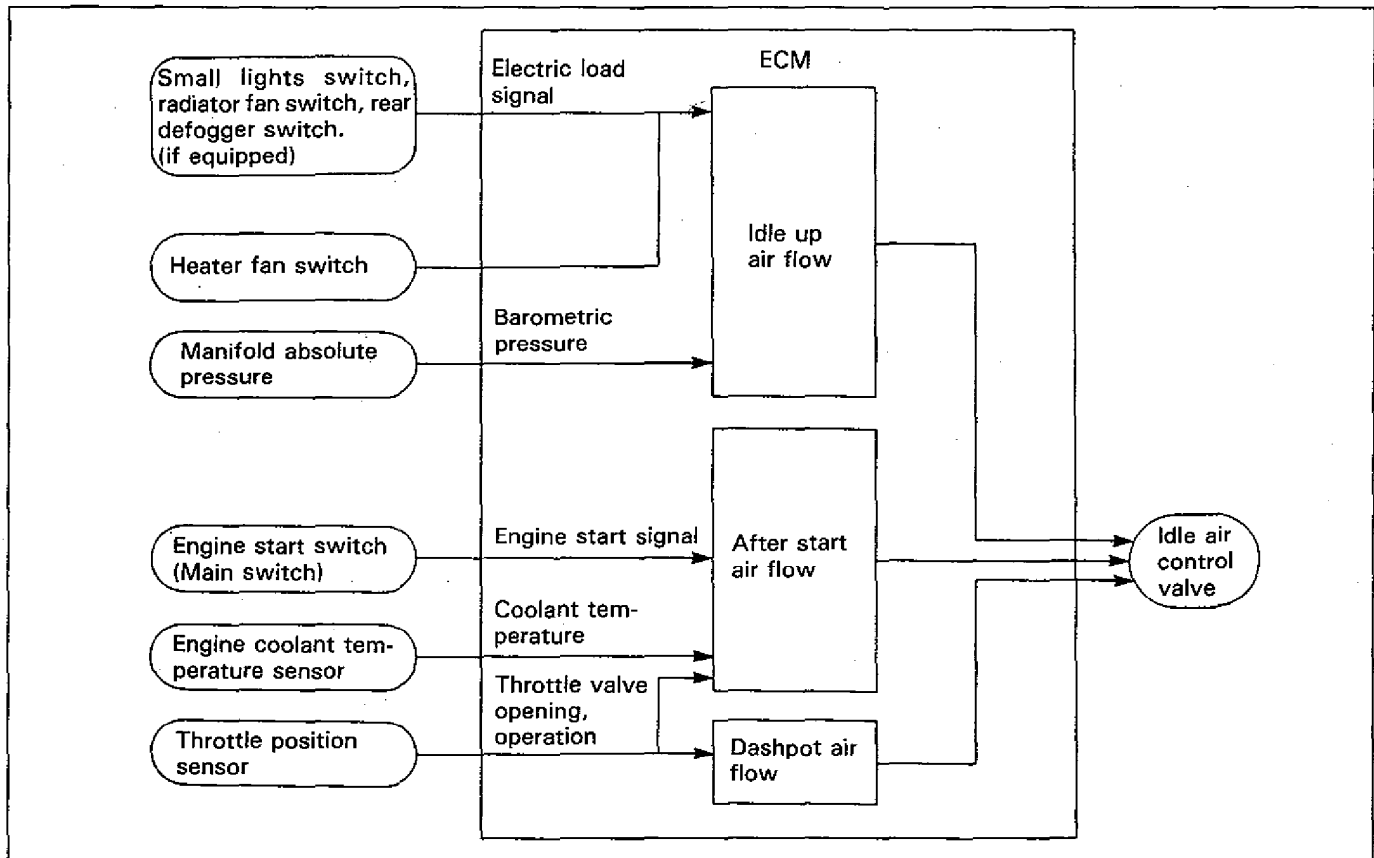 ECM
Small lights switch,
radiator fan switch, rear
defogger switch.
(if equipped)
Electric load
signal
Heater fan switch
Idle up
air flow
Manifold absolute
pressure
Barometric
pressure
Engine start switch
(Main switch)
Engine start signal
After start
air flow
Idle air
control
valve
Engine coolant tem-
perature sensor
Coolant tem-
perature
Throttle valve
opening,
operation
Throttle position
sensor
Dashpot air
flow